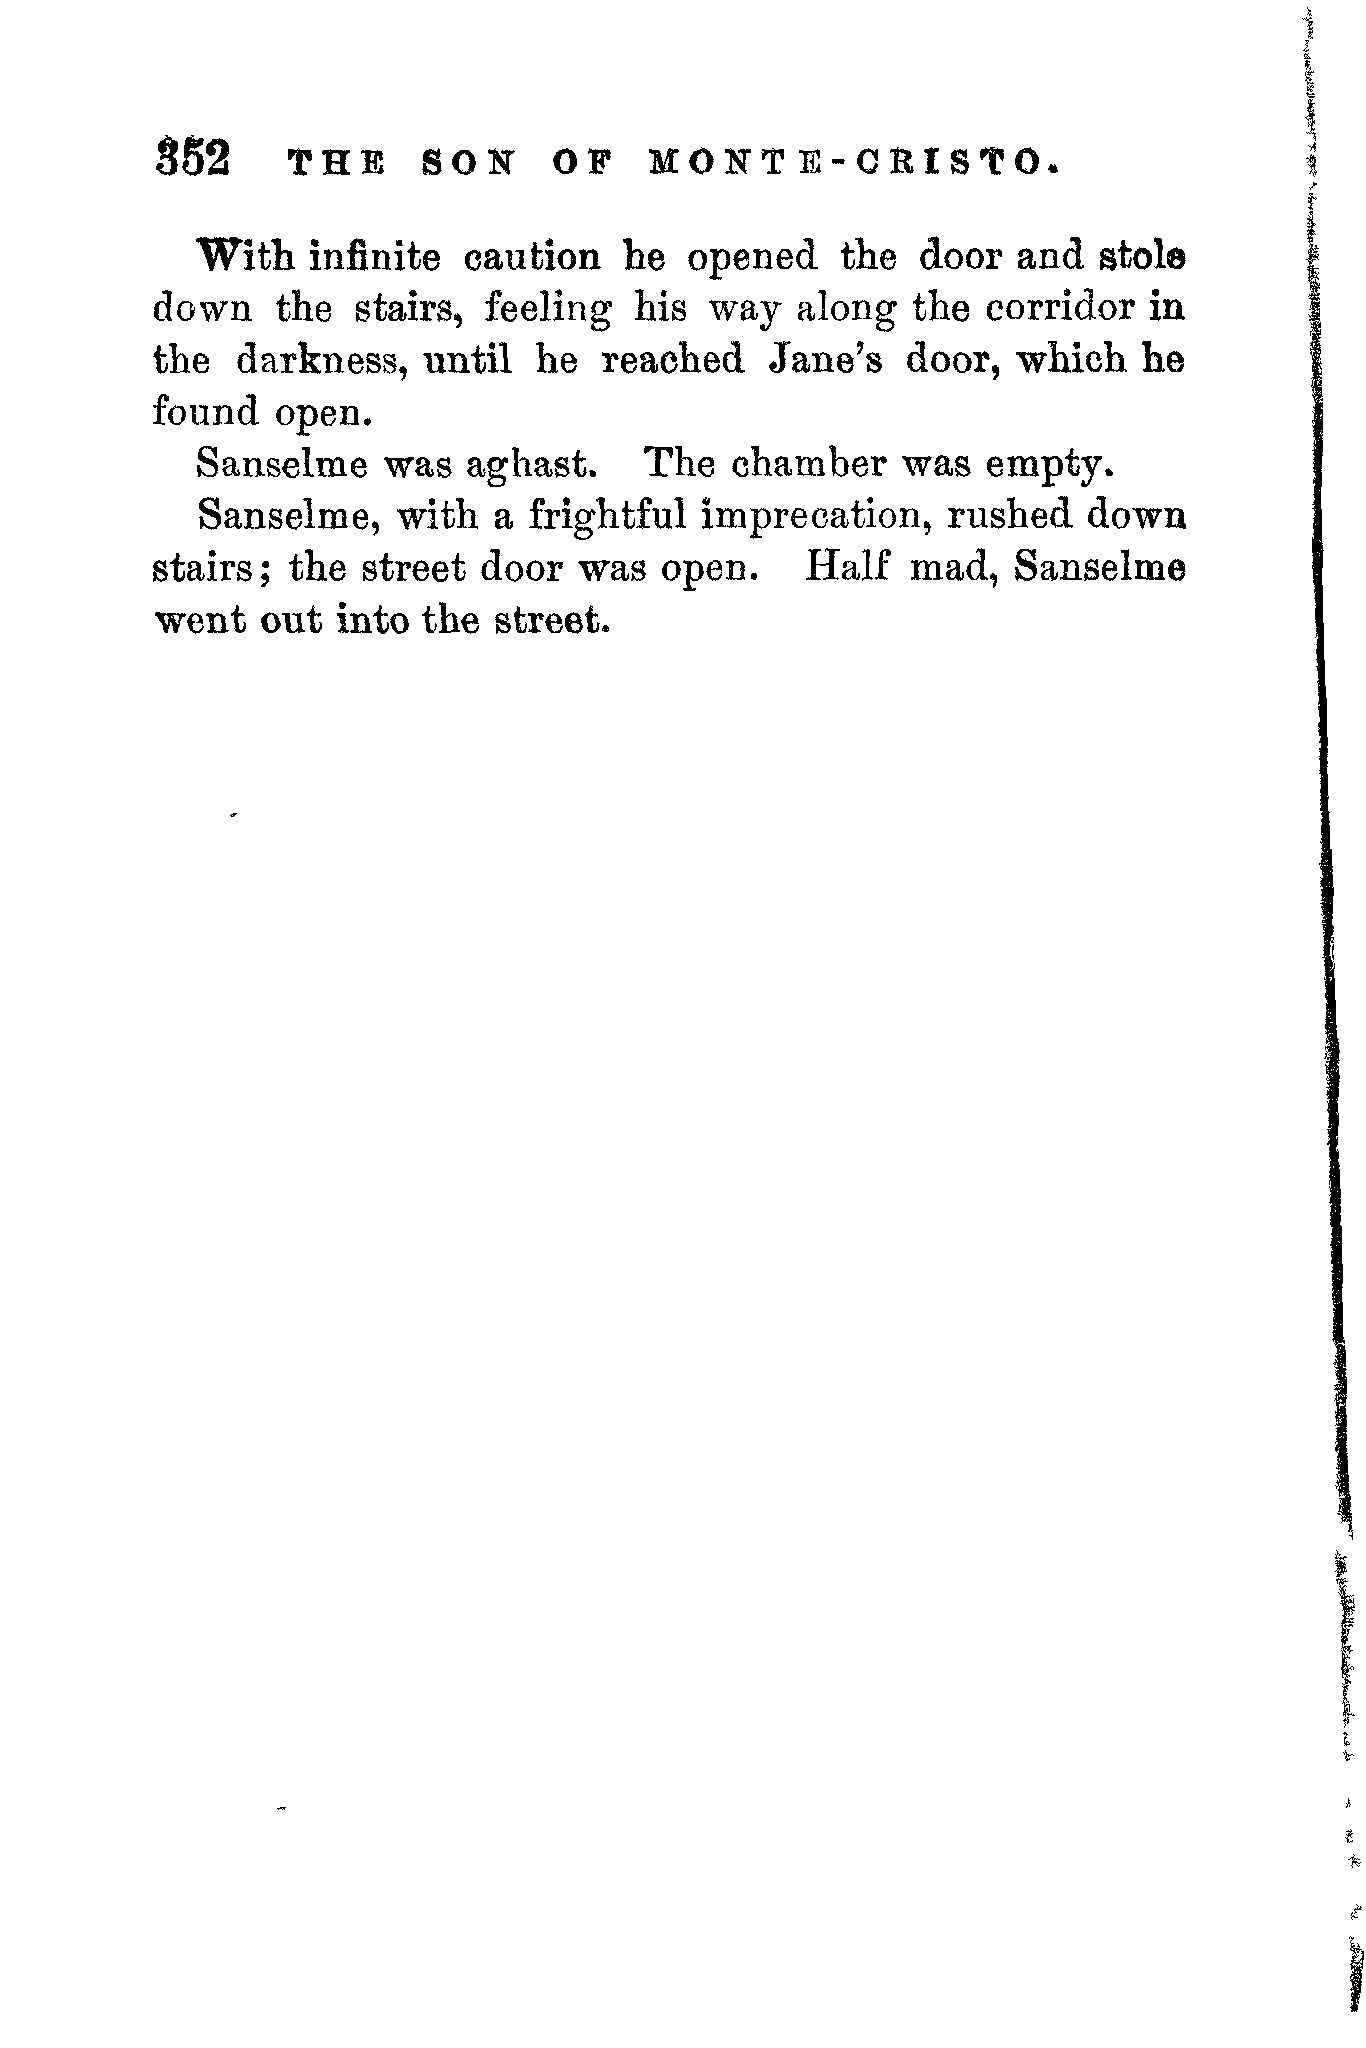 352 THE SON OF MONTE-CRISTO.
With infinite caution he opened the door and stole
down the stairs, feeling his way along the corridor in
the darkness, until he reached Jane's door, which he
found open.
Sanselme was aghast. The chamber was empty.
Sanselme, with a frightful imprecation, rushed down
stairs; the street door was open. Half mad, Sanselme
went out into the street.